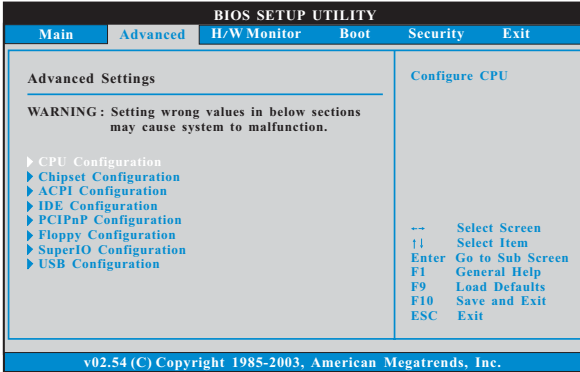 BIOS SETUP UTILITY
Main Advanced H/W Monitor Boot Security Exit
Advanced Settings
WARNING : Setting wrong values in below sections
may cause system to malfunction.
CPU Configuration
Chipset Configuration
ACPI Configuration
IDE Configuration
PCIPnP Configuration
Floppy Configuration
SuperIO Configuration
USB Configuration
Configure CPU
←→ Select Screen
↑↓ Select Item
Enter Go to Sub Screen
F1 General Help
F9 Load Defaults
F10 Save and Exit
ESC Exit
v02.54 (C) Copyright 1985-2003, American Megatrends, Inc.